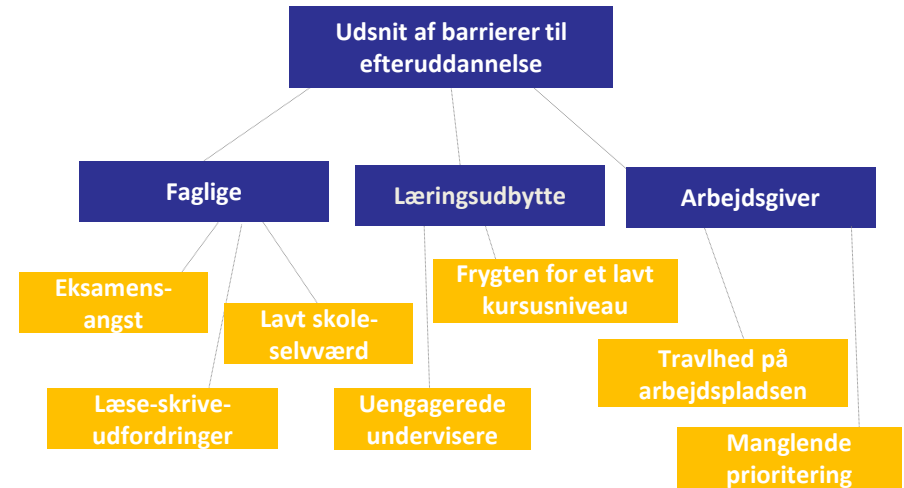 Udsnit af barrierer til
efteruddannelse
Faglige
Læringsudbytte
Arbejdsgiver
Eksamens-
angst
Lavt skole-
selvværd
Læse-skrive-
udfordringer
Frygten for et lavt
kursusniveau
Uengagerede
undervisere
Travlhed på
arbejdspladsen
Manglende
prioritering